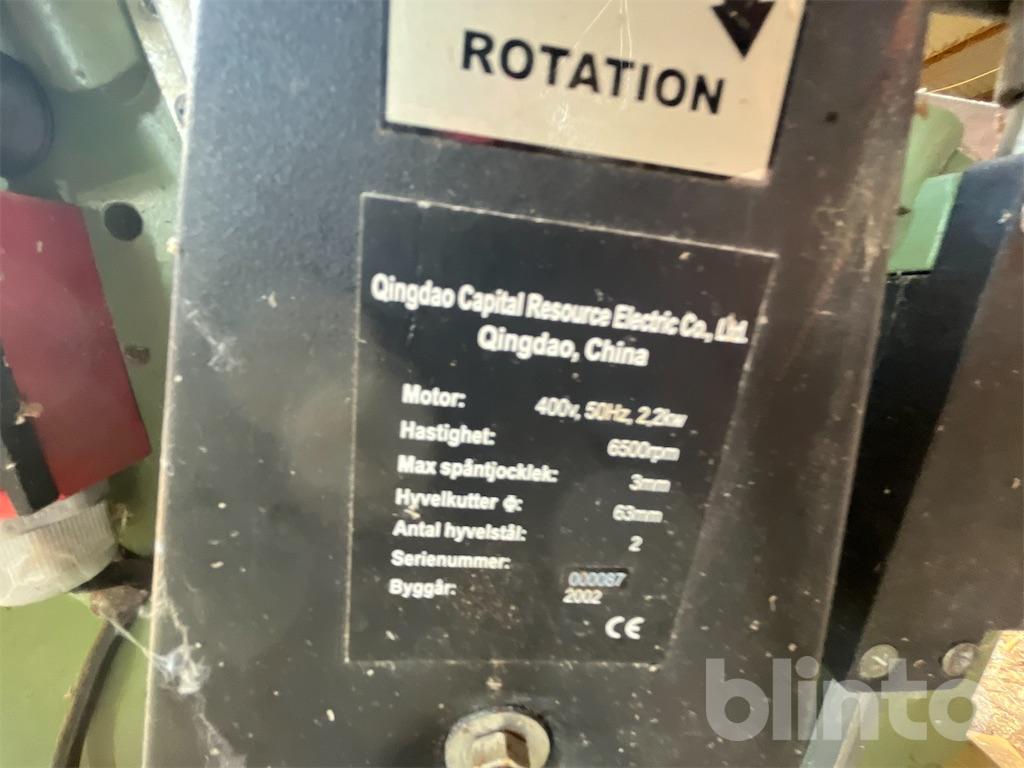 ROTATION
Qingdao Capital Resource Electric Co., Ltd.
Qingdao, China
Motor: 400v, 50Hz, 2,2kw
Hastighet: 6500rpm
Max spåntjocklek: 3mm
Hyvelkutter ϕ: 63mm
Antal hyvelstål: 2
Serienummer: 000087
Byggår: 2002
CE
blinto